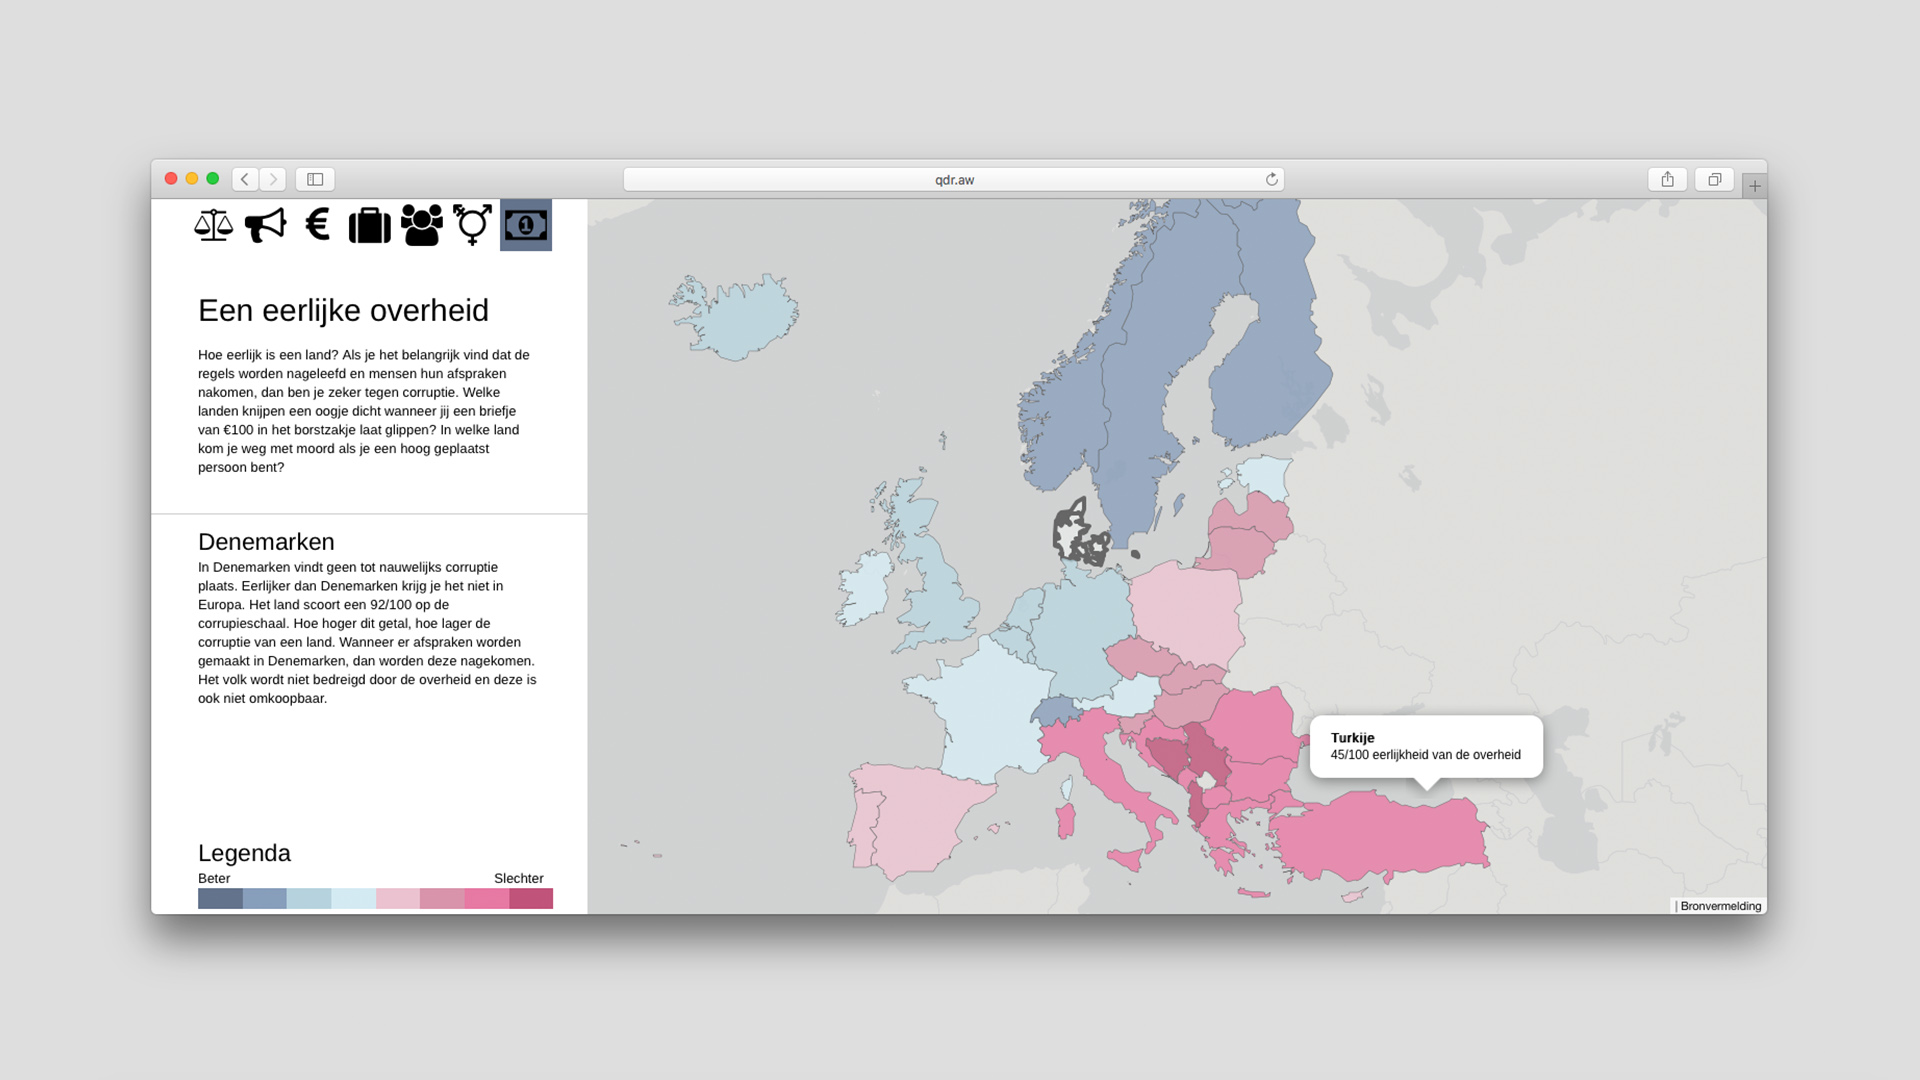 qdr.aw
Een eerlijke overheid
Hoe eerlijk is een land? Als je het belangrijk vind dat de
regels worden nageleefd en mensen hun afspraken
nakomen, dan ben je zeker tegen corruptie. Welke
landen knijpen een oogje dicht wanneer jij een briefje
van €100 in het borstzakje laat glippen? In welke land
kom je weg met moord als je een hoog geplaatst
persoon bent?
Denemarken
In Denemarken vindt geen tot nauwelijks corruptie
plaats. Eerlijker dan Denemarken krijg je het niet in
Europa. Het land scoort een 92/100 op de
corrupieschaal. Hoe hoger dit getal, hoe lager de
corruptie van een land. Wanneer er afspraken worden
gemaakt in Denemarken, dan worden deze nagekomen.
Het volk wordt niet bedreigd door de overheid en deze is
ook niet omkoopbaar.
Turkije
45/100 eerlijkheid van de overheid
Legenda
Beter Slechter
| Bronvermelding